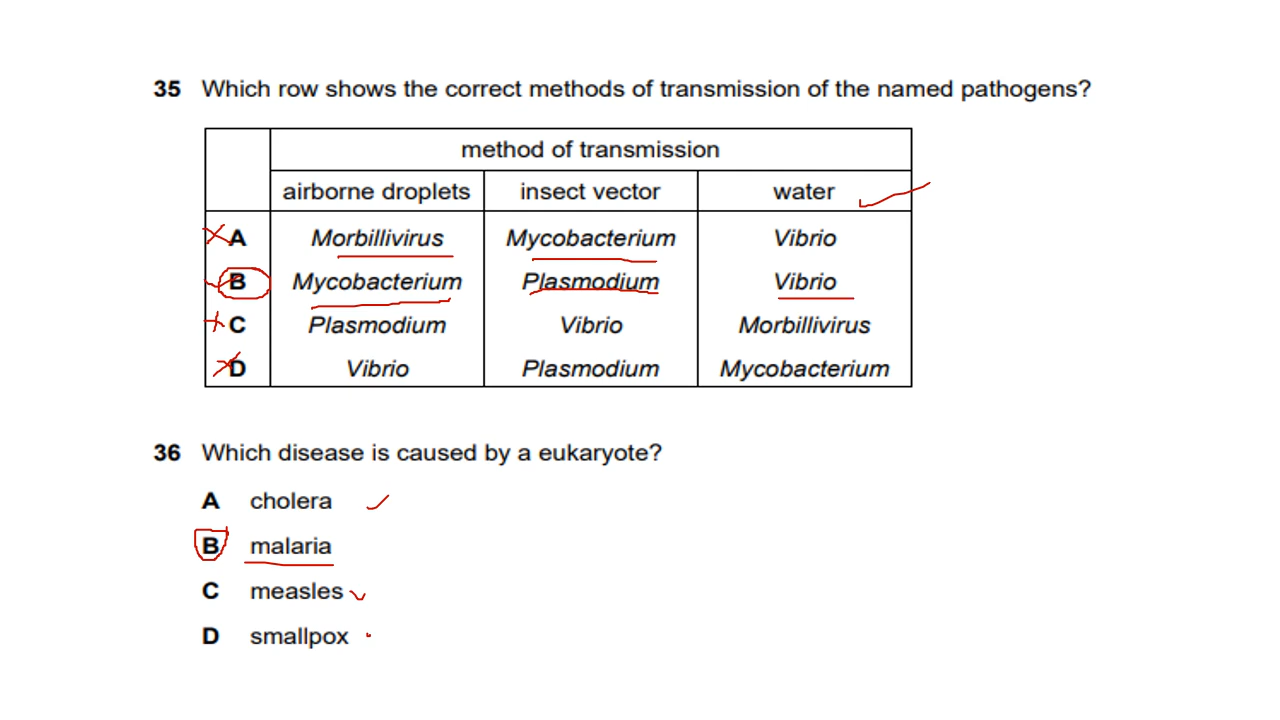 35 Which row shows the correct methods of transmission of the named pathogens?
method of transmission
airborne droplets insect vector water
A Morbillivirus Mycobacterium Vibrio
B Mycobacterium Plasmodium Vibrio
C Plasmodium Vibrio Morbillivirus
D Vibrio Plasmodium Mycobacterium
36 Which disease is caused by a eukaryote?
A cholera
B malaria
C measles
D smallpox